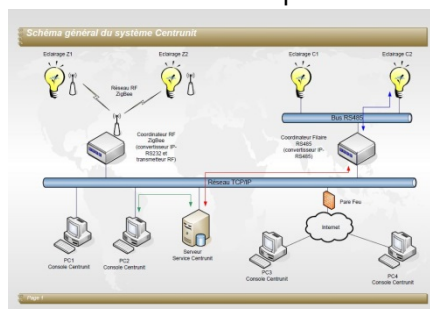 Schéma général du système Centrunit
Eclairage Z1
Eclairage Z2
Eclairage C1
Eclairage C2
Réseau RF
ZigBee
Bus RS485
Coordinateur RF
ZigBee
(convertisseur IP-
RS232 et
transmetteur RF)
Coordinateur Filaire
RS485
(convertisseur IP-
RS485)
Réseau TCP/IP
Pare Feu
Internet
PC1
Console Centrunit
PC2
Console Centrunit
Serveur
Service Centrunit
PC3
Console Centrunit
PC4
Console Centrunit
Page 1